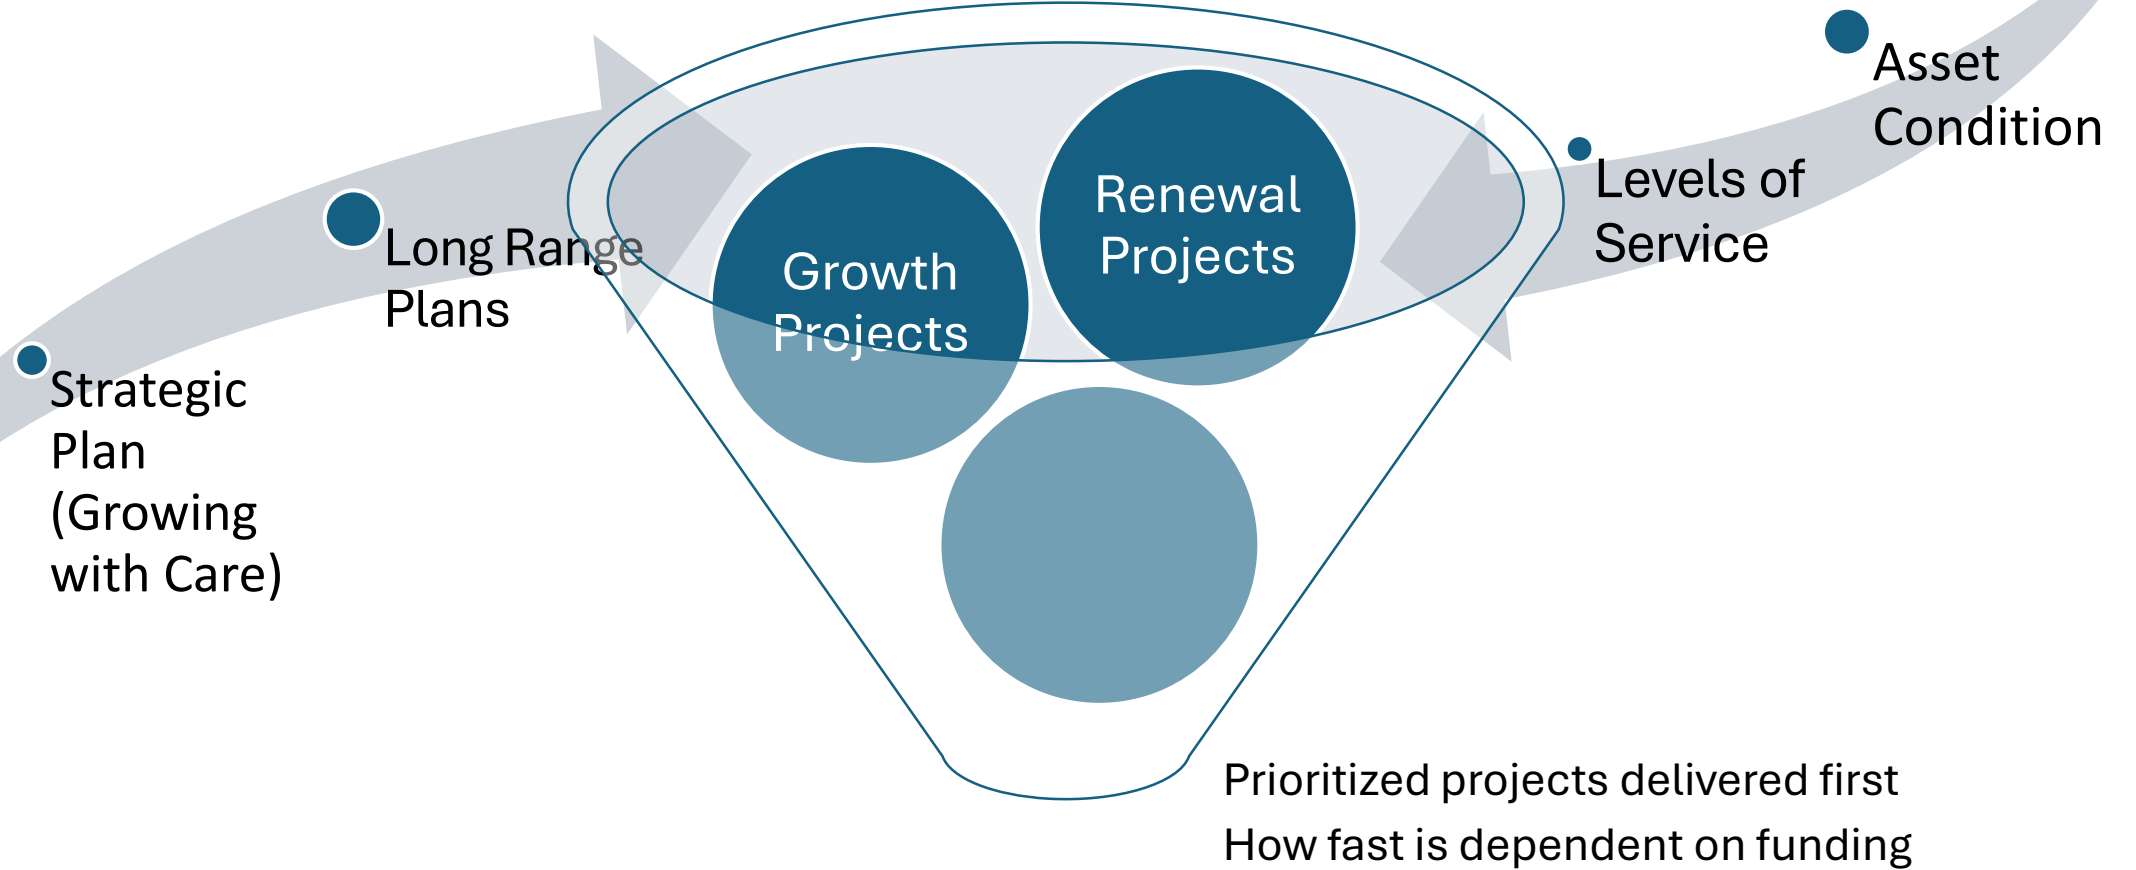 Strategic
Plan
(Growing
with Care)
Long Range
Plans
Growth
Projects
Renewal
Projects
Levels of
Service
Asset
Condition
Prioritized projects delivered first
How fast is dependent on funding